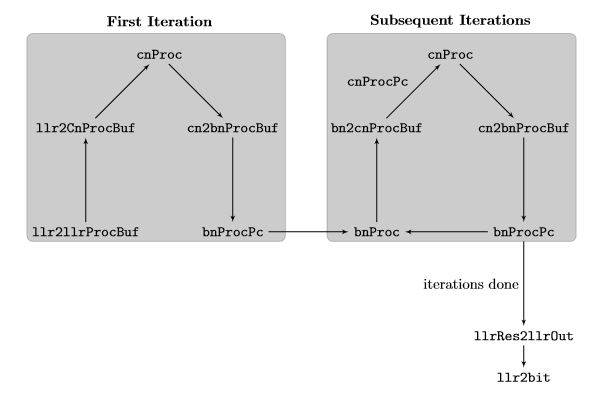 First Iteration
Subsequent Iterations
cnProc
cnProc
cnProcPc
llr2CnProcBuf
cn2bnProcBuf
bn2cnProcBuf
cn2bnProcBuf
llr2llrProcBuf
bnProcPc
bnProc
bnProcPc
iterations done
llrRes2llrOut
llr2bit